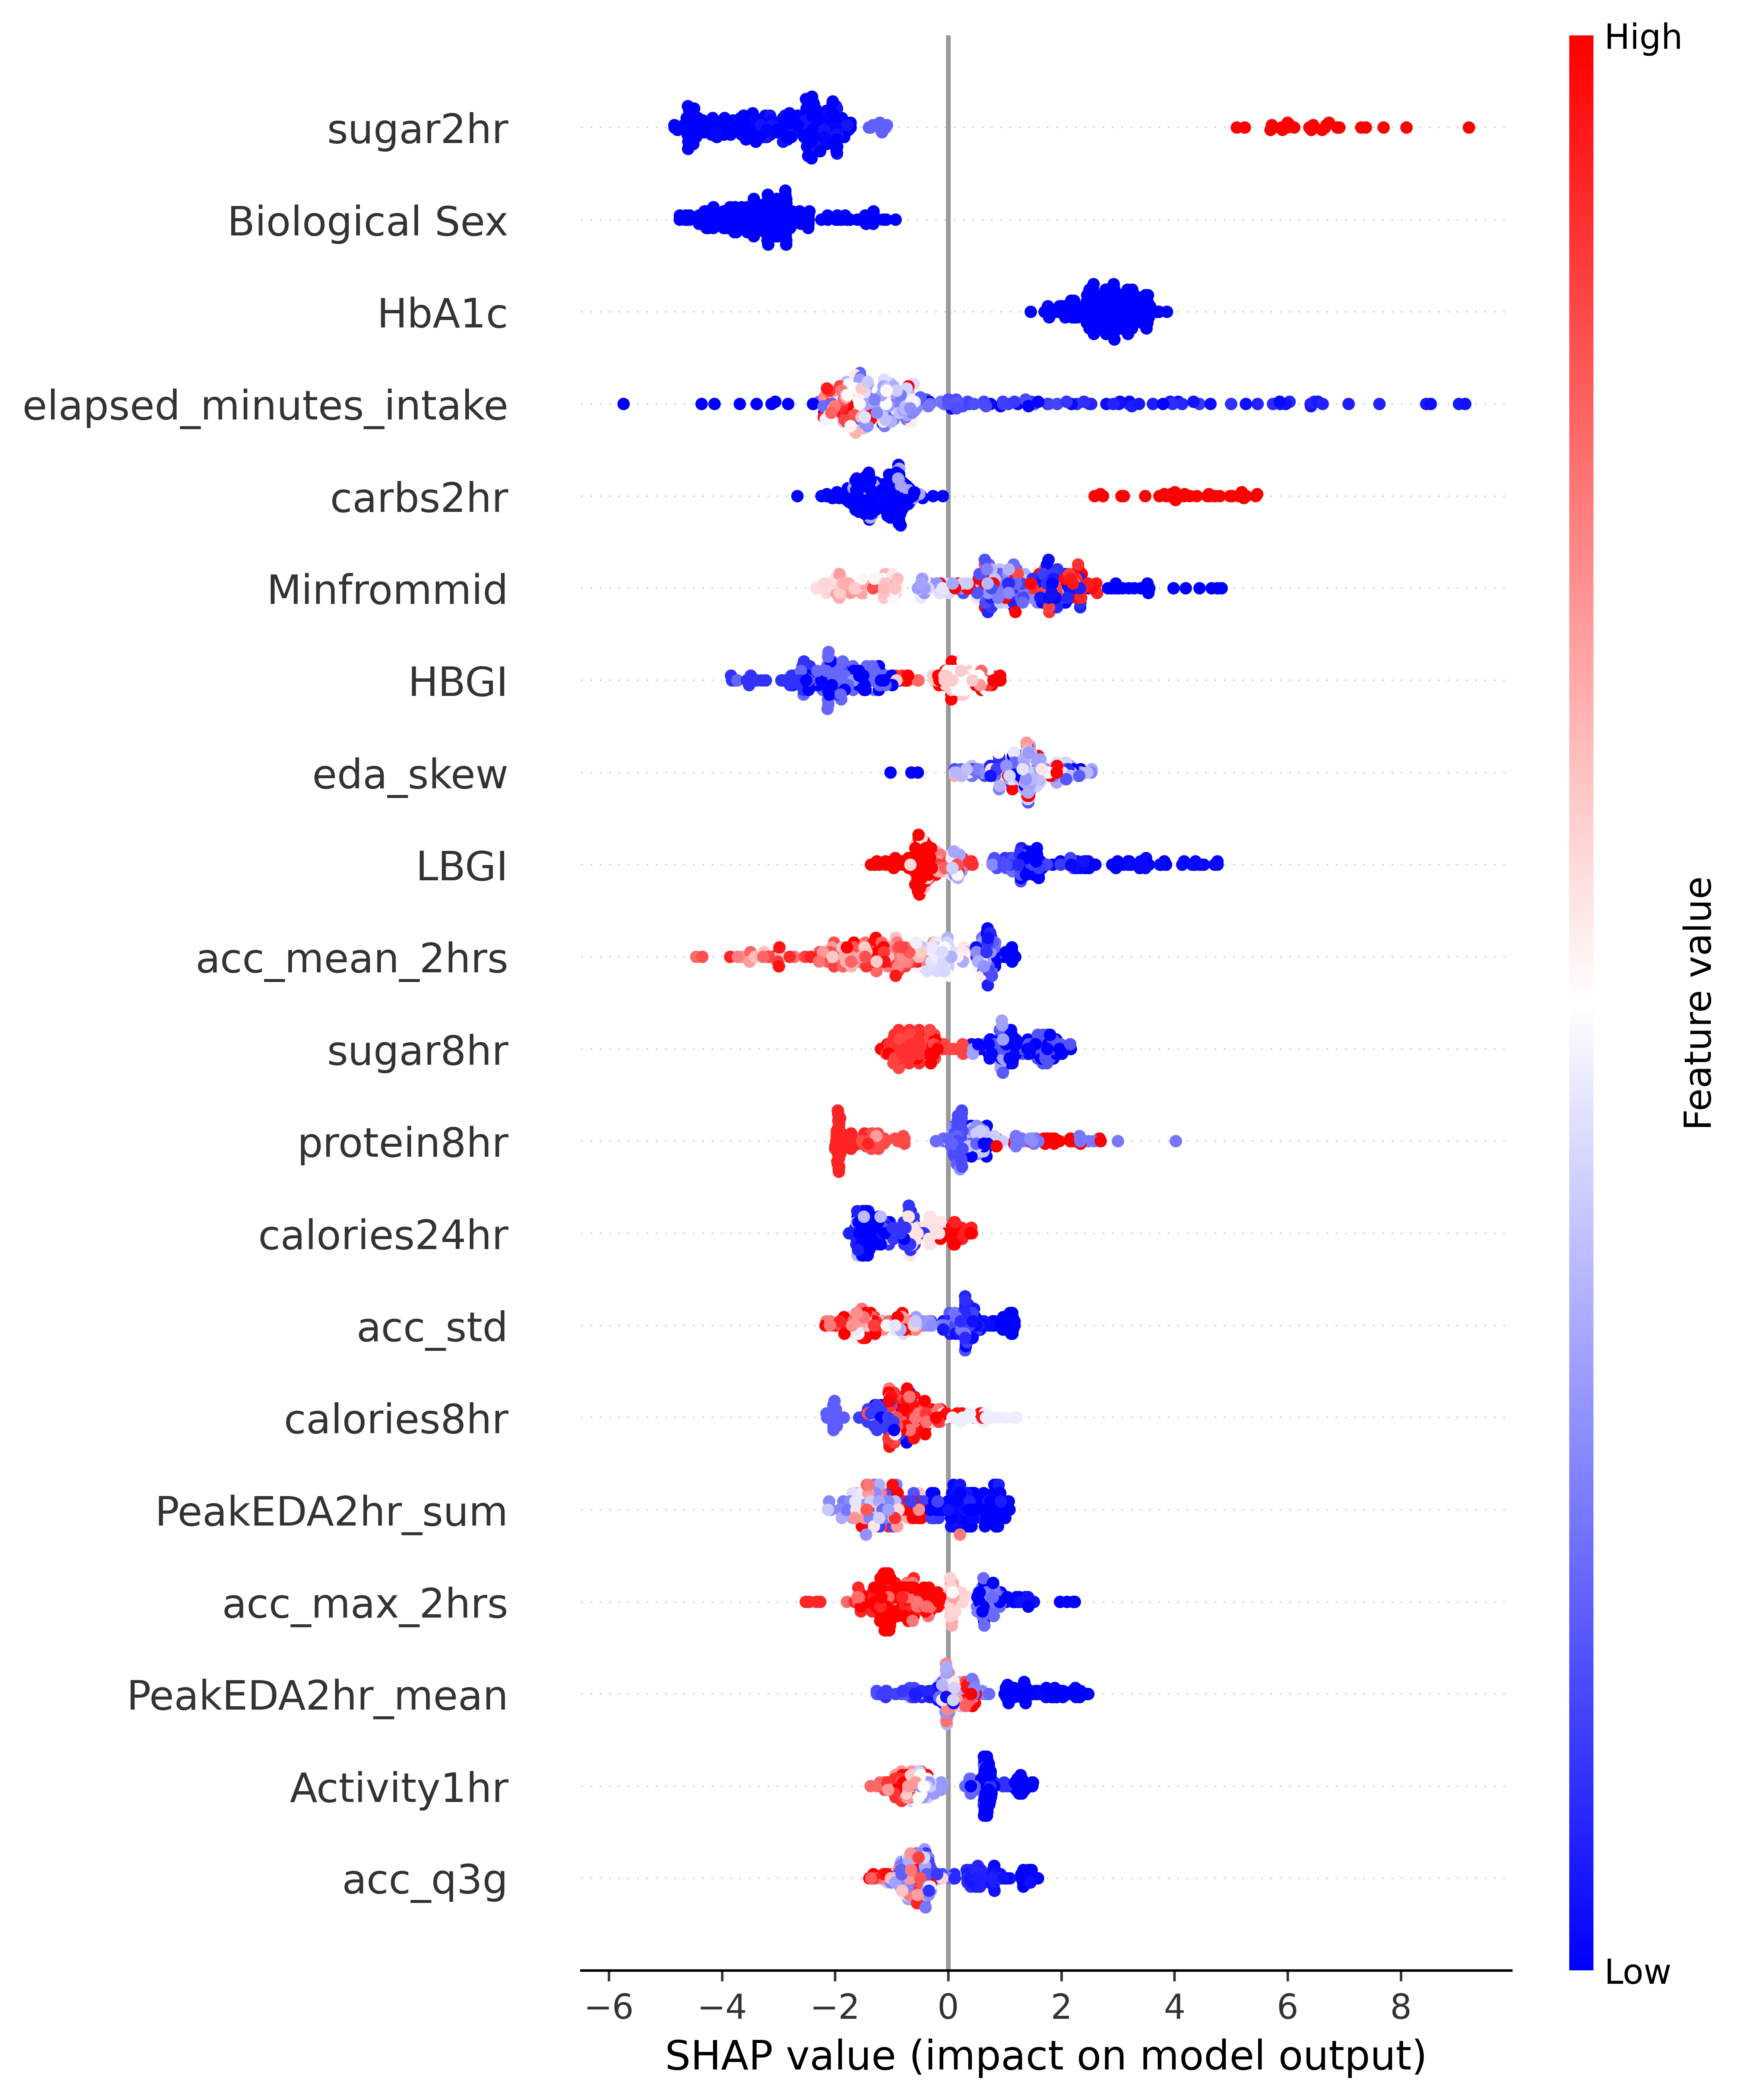 High
sugar2hr
Biological Sex
HbA1c
elapsed_minutes_intake
carbs2hr
Minfrommid
HBGI
eda_skew
LBGI
acc_mean_2hrs
sugar8hr
protein8hr
calories24hr
acc_std
calories8hr
PeakEDA2hr_sum
acc_max_2hrs
PeakEDA2hr_mean
Activity1hr
acc_q3g
Feature value
Low
−6 −4 −2 0 2 4 6 8
SHAP value (impact on model output)